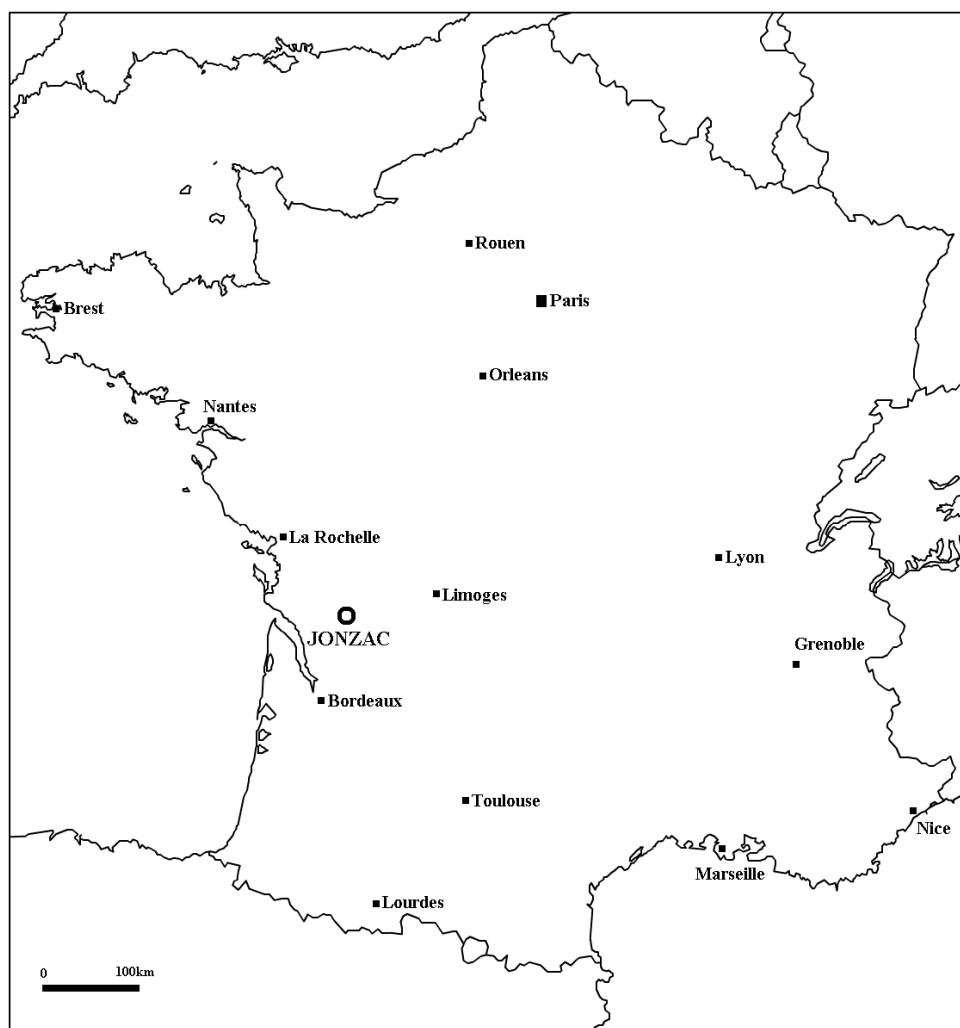 Rouen
Paris
Brest
Orleans
Nantes
La Rochelle
Lyon
Limoges
JONZAC
Grenoble
Bordeaux
Toulouse
Nice
Marseille
Lourdes
0 100km